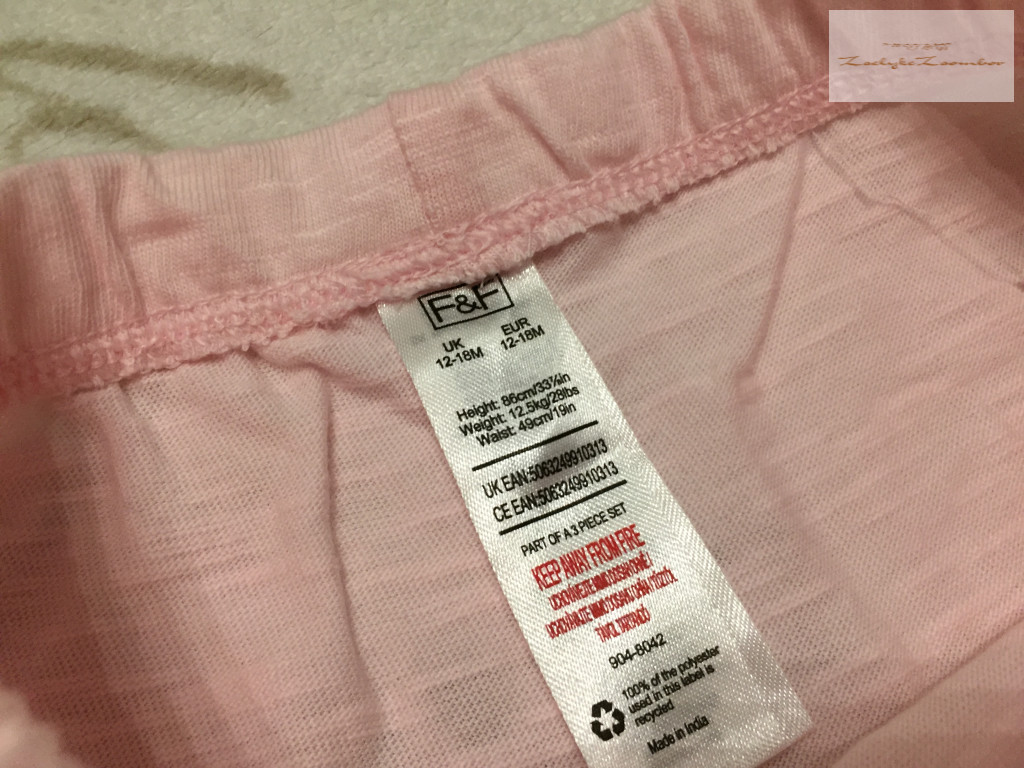 F&F
UK EUR
12-18M 12-18M
Height: 86cm/33¾in
Weight: 12.5kg/28lbs
Waist: 49cm/19in
UK EAN:5063249910313
CE EAN:5063249910313
PART OF A 3 PIECE SET
KEEP AWAY FROM FIRE
904-8042
100% of the polyester
used in this label is
recycled
Made in India